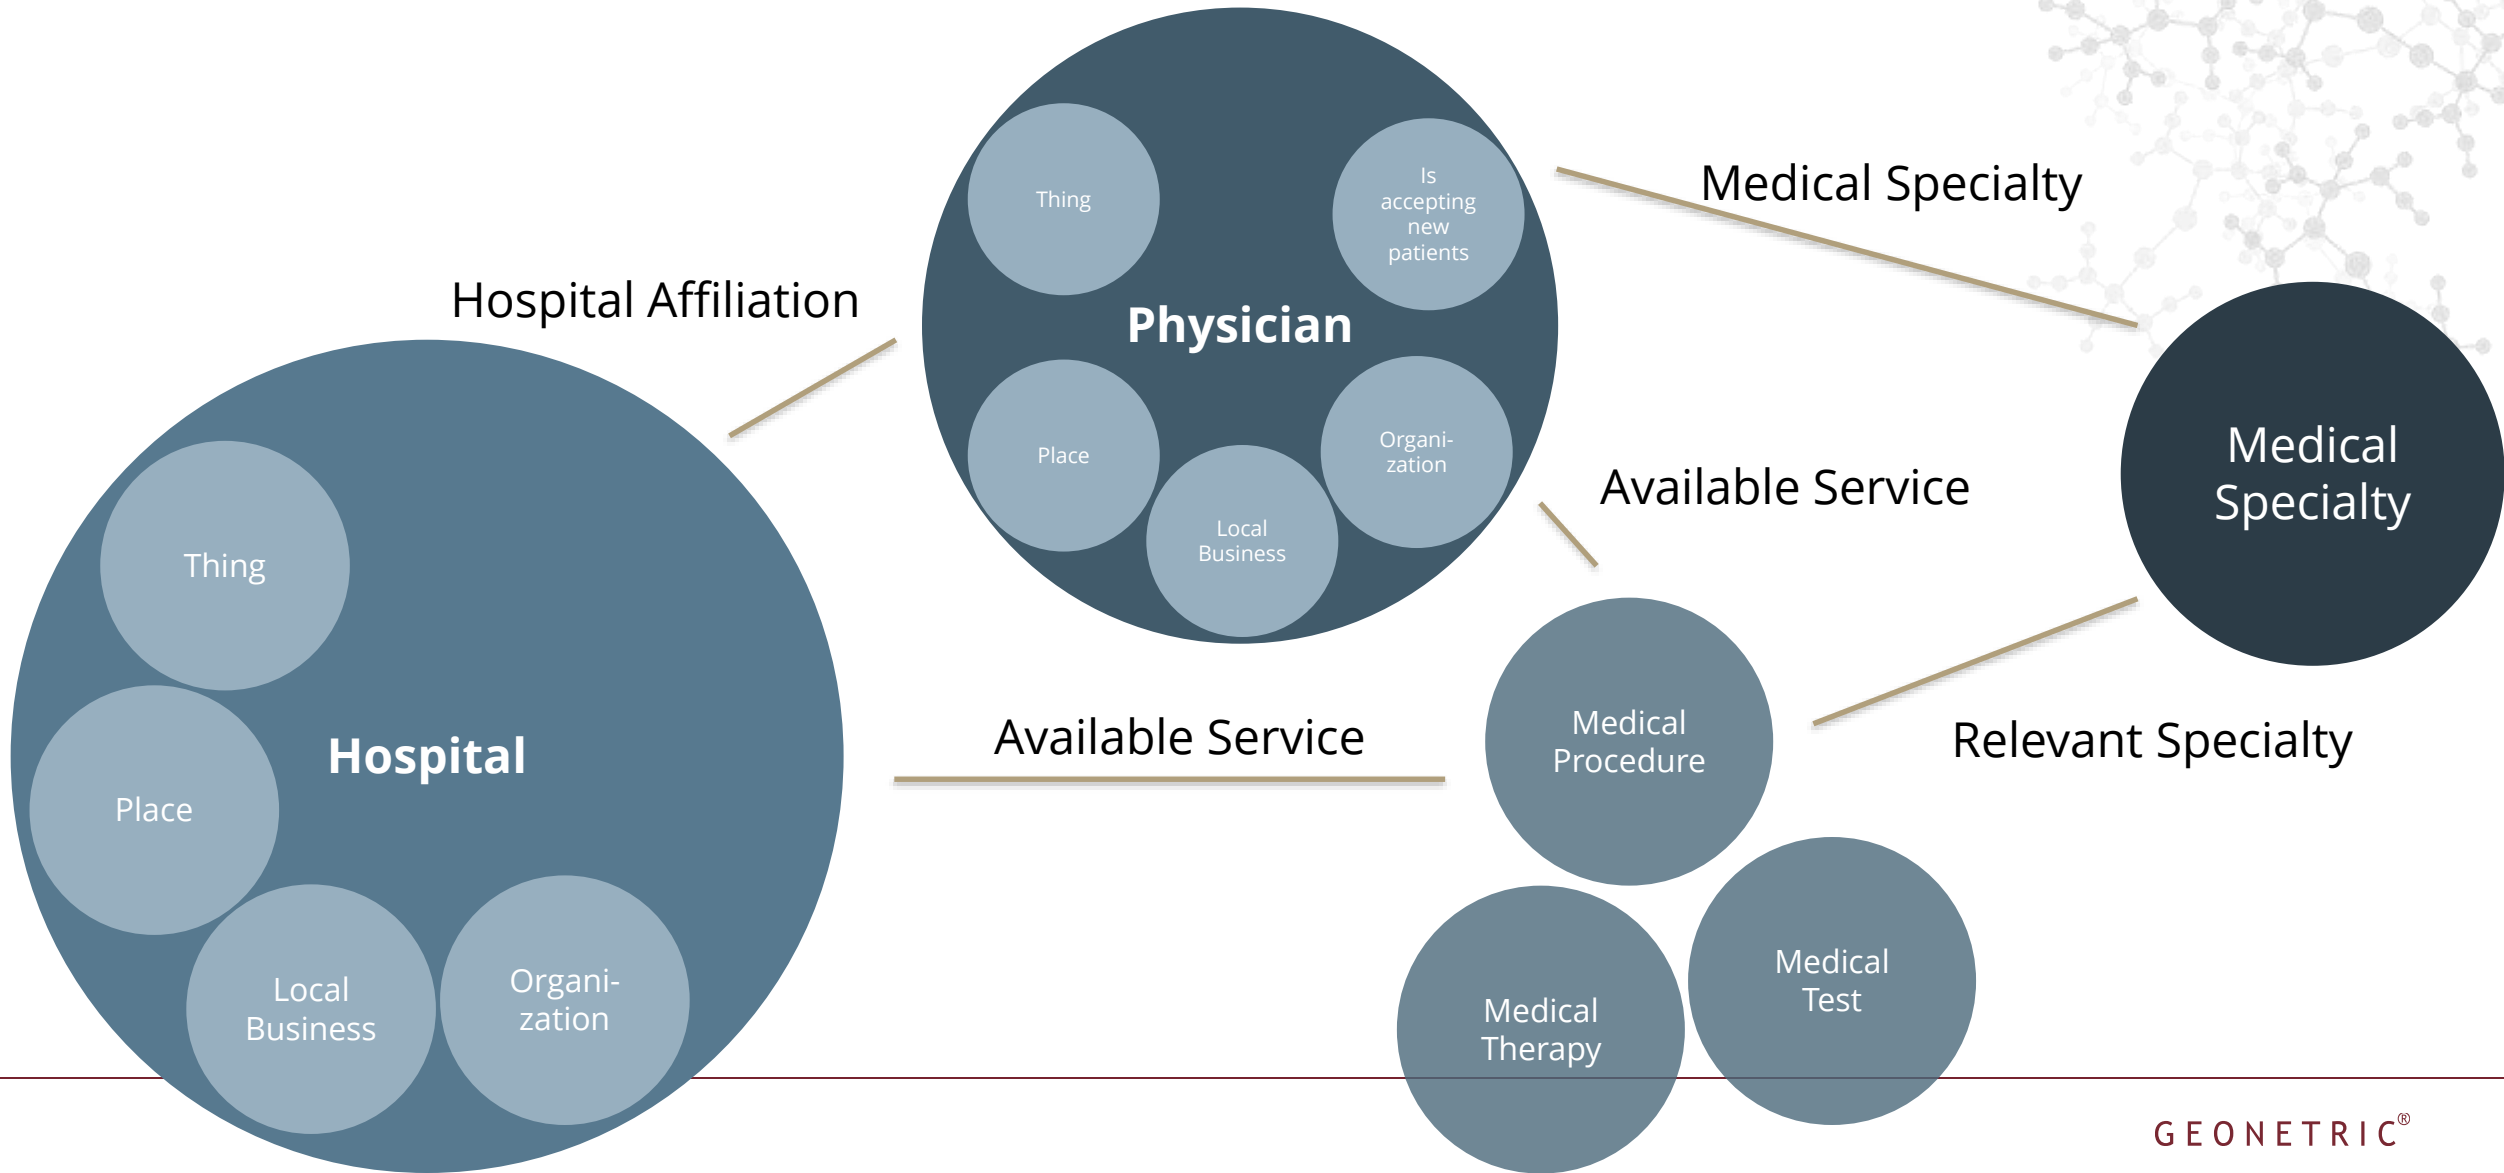 Thing
Is
accepting
new
patients
Physician
Place
Organi-
zation
Local
Business
Hospital Affiliation
Medical Specialty
Medical
Specialty
Available Service
Thing
Hospital
Place
Local
Business
Organi-
zation
Available Service
Medical
Procedure
Relevant Specialty
Medical
Test
Medical
Therapy
GEONETRIC®